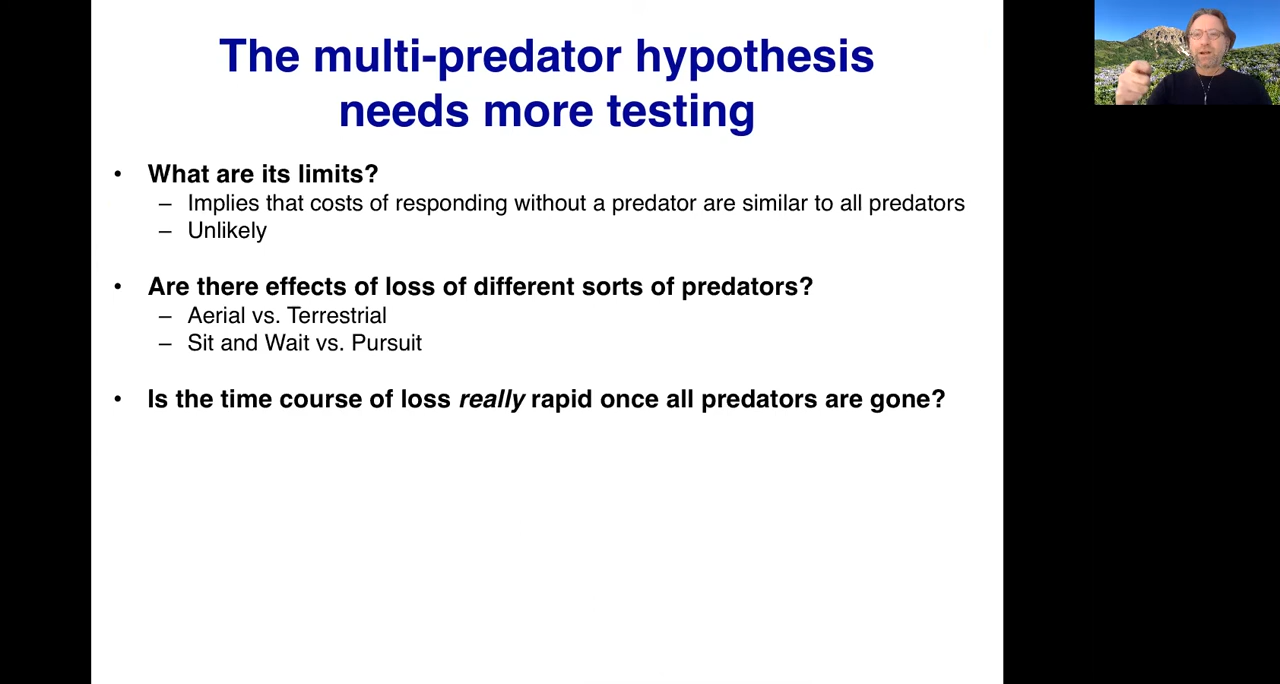 The multi-predator hypothesis
needs more testing
• What are its limits?
– Implies that costs of responding without a predator are similar to all predators
– Unlikely
• Are there effects of loss of different sorts of predators?
– Aerial vs. Terrestrial
– Sit and Wait vs. Pursuit
• Is the time course of loss really rapid once all predators are gone?